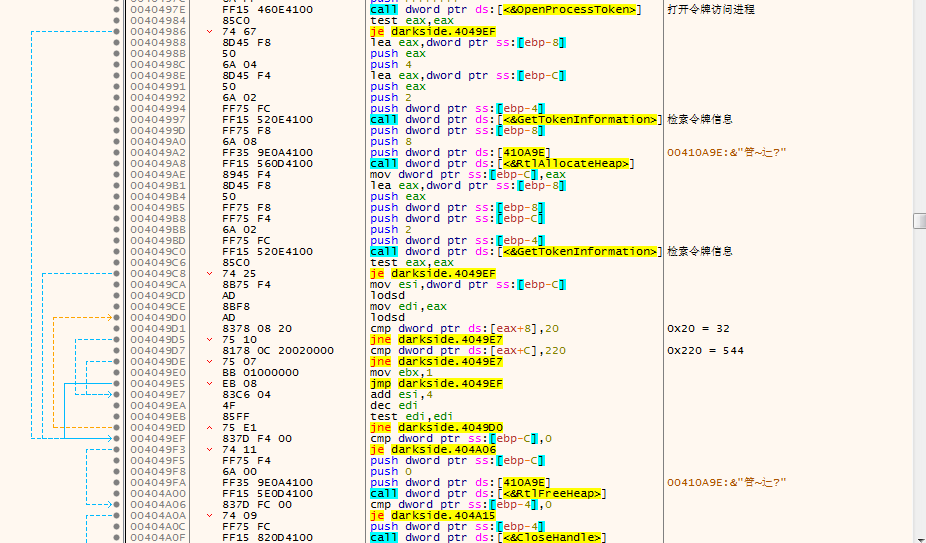 0040497E FF15 460E4100 call dword ptr ds:[<&OpenProcessToken>] 打开令牌访问进程
00404984 85C0 test eax,eax
00404986 74 67 je darkside.4049EF
00404988 8D45 F8 lea eax,dword ptr ss:[ebp-8]
0040498B 50 push eax
0040498C 6A 04 push 4
0040498E 8D45 F4 lea eax,dword ptr ss:[ebp-C]
00404991 50 push eax
00404992 6A 02 push 2
00404994 FF75 FC push dword ptr ss:[ebp-4]
00404997 FF15 520E4100 call dword ptr ds:[<&GetTokenInformation>] 检索令牌信息
0040499D FF75 F8 push dword ptr ss:[ebp-8]
004049A0 6A 08 push 8
004049A2 FF35 9E0A4100 push dword ptr ds:[410A9E] 00410A9E:&"管~辷?"
004049A8 FF15 560D4100 call dword ptr ds:[<&RtlAllocateHeap>]
004049AE 8945 F4 mov dword ptr ss:[ebp-C],eax
004049B1 8D45 F8 lea eax,dword ptr ss:[ebp-8]
004049B4 50 push eax
004049B5 FF75 F8 push dword ptr ss:[ebp-8]
004049B8 FF75 F4 push dword ptr ss:[ebp-C]
004049BB 6A 02 push 2
004049BD FF75 FC push dword ptr ss:[ebp-4]
004049C0 FF15 520E4100 call dword ptr ds:[<&GetTokenInformation>] 检索令牌信息
004049C6 85C0 test eax,eax
004049C8 74 25 je darkside.4049EF
004049CA 8B75 F4 mov esi,dword ptr ss:[ebp-C]
004049CD AD lodsd
004049CE 8BF8 mov edi,eax
004049D0 AD lodsd
004049D1 8378 08 20 cmp dword ptr ds:[eax+8],20 0x20 = 32
004049D5 75 10 jne darkside.4049E7
004049D7 8178 0C 20020000 cmp dword ptr ds:[eax+C],220 0x220 = 544
004049DE 75 07 jne darkside.4049E7
004049E0 BB 01000000 mov ebx,1
004049E5 EB 08 jmp darkside.4049EF
004049E7 83C6 04 add esi,4
004049EA 4F dec edi
004049EB 85FF test edi,edi
004049ED 75 E1 jne darkside.4049D0
004049EF 837D F4 00 cmp dword ptr ss:[ebp-C],0
004049F3 74 11 je darkside.404A06
004049F5 FF75 F4 push dword ptr ss:[ebp-C]
004049F8 6A 00 push 0
004049FA FF35 9E0A4100 push dword ptr ds:[410A9E] 00410A9E:&"管~辷?"
00404A00 FF15 5E0D4100 call dword ptr ds:[<&RtlFreeHeap>]
00404A06 837D FC 00 cmp dword ptr ss:[ebp-4],0
00404A0A 74 09 je darkside.404A15
00404A0C FF75 FC push dword ptr ss:[ebp-4]
00404A0F FF15 820D4100 call dword ptr ds:[<&CloseHandle>]